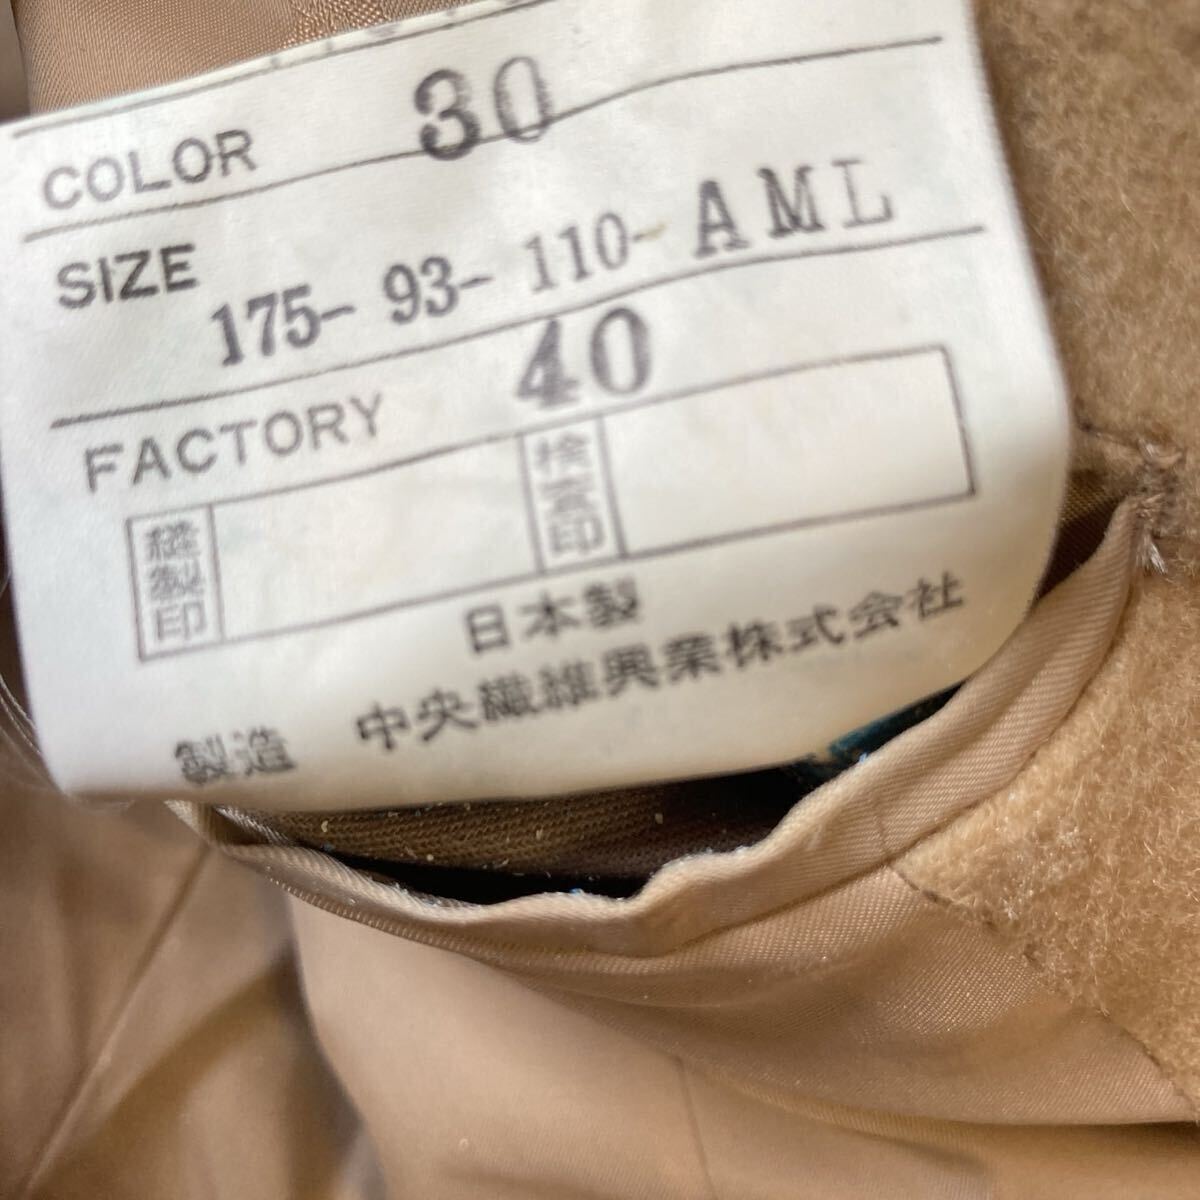 COLOR 30
SIZE 175-93-110-AML
FACTORY 40
縫製印 検査印
日本製
製造 中央繊維興業株式会社